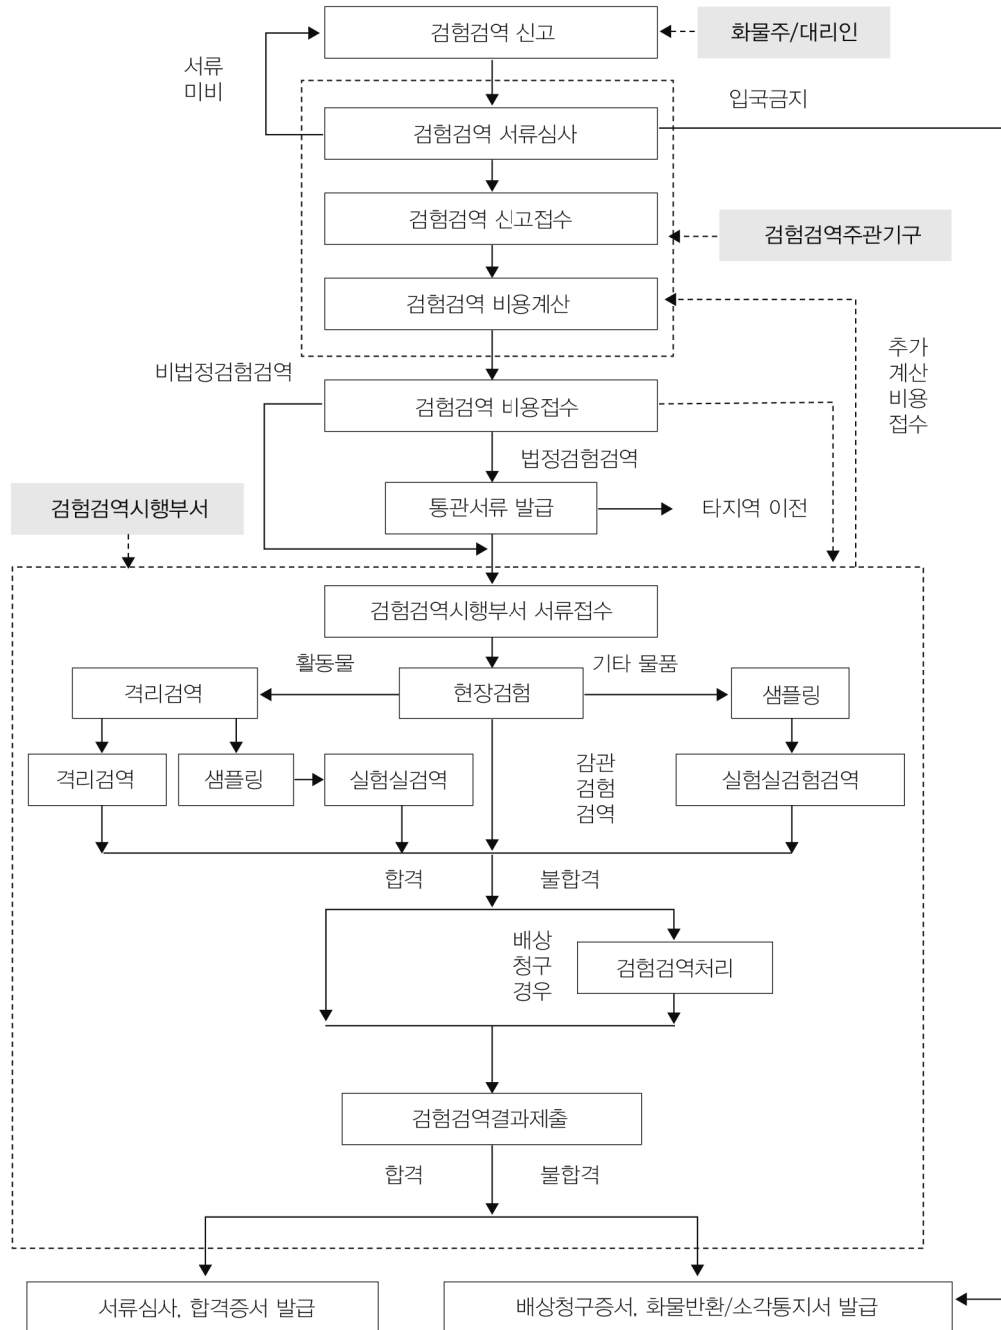 검험검역 신고
화물주/대리인
서류
미비
입국금지
검험검역 서류심사
검험검역 신고접수
검험검역주관기구
검험검역 비용계산
추가
계산
비용
접수
비법정검험검역
검험검역 비용접수
법정검험검역
검험검역시행부서
통관서류 발급
타지역 이전
검험검역시행부서 서류접수
활동물
기타 물품
격리검역
현장검험
샘플링
격리검역
샘플링
실험실검역
감관
검험
검역
실험실검험검역
합격
불합격
배상
청구
경우
검험검역처리
검험검역결과제출
합격
불합격
서류심사, 합격증서 발급
배상청구증서, 화물반환/소각통지서 발급